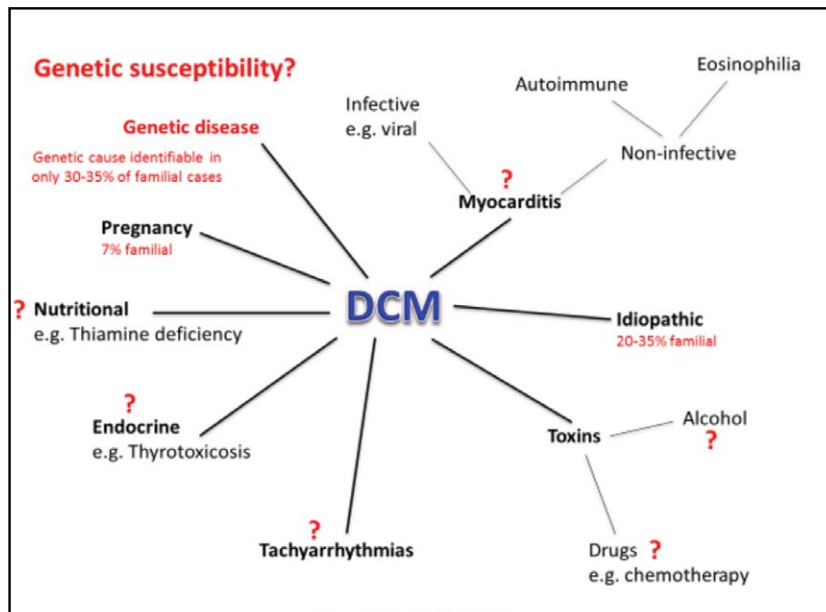 Genetic susceptibility?
Genetic disease
Genetic cause identifiable in
only 30-35% of familial cases
Pregnancy
7% familial
? Nutritional
e.g. Thiamine deficiency
?
Endocrine
e.g. Thyrotoxicosis
?
Tachyarrhythmias
DCM
Infective
e.g. viral
Autoimmune
Eosinophilia
Non-infective
?
Myocarditis
Idiopathic
20-35% familial
Toxins
Alcohol
?
Drugs ?
e.g. chemotherapy